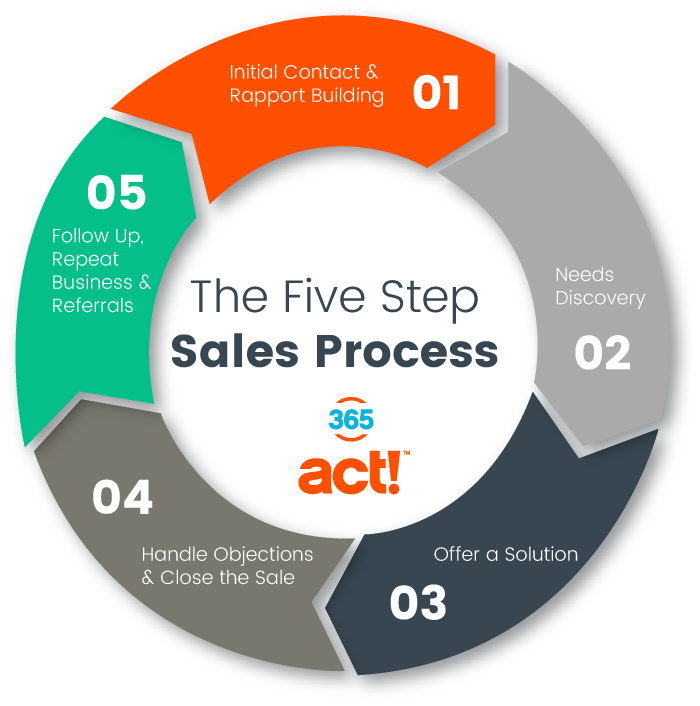 Initial Contact &
Rapport Building
01
Needs
Discovery
02
Offer a Solution
03
04
Handle Objections
& Close the Sale
05
Follow Up,
Repeat
Business &
Referrals
The Five Step
Sales Process
365
act!™